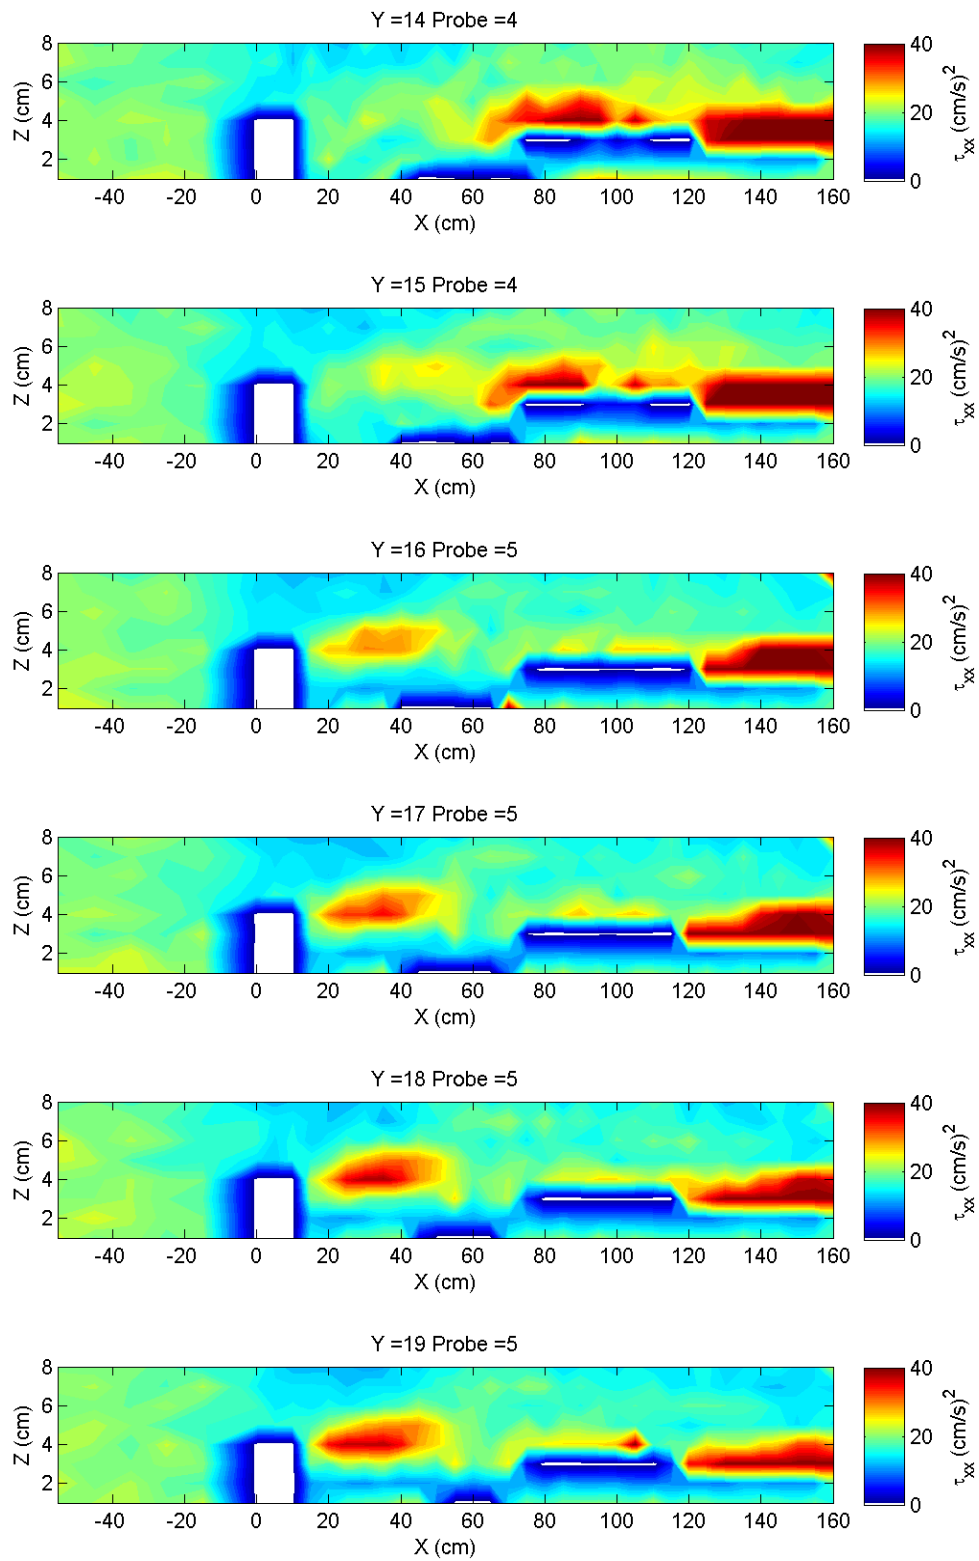 Y =14 Probe =4
8
6
4
2
Z (cm)
-40 -20 0 20 40 60 80 100 120 140 160
X (cm)
40
20
0
τxx (cm/s)²
Y =15 Probe =4
8
6
4
2
Z (cm)
-40 -20 0 20 40 60 80 100 120 140 160
X (cm)
40
20
0
τxx (cm/s)²
Y =16 Probe =5
8
6
4
2
Z (cm)
-40 -20 0 20 40 60 80 100 120 140 160
X (cm)
40
20
0
τxx (cm/s)²
Y =17 Probe =5
8
6
4
2
Z (cm)
-40 -20 0 20 40 60 80 100 120 140 160
X (cm)
40
20
0
τxx (cm/s)²
Y =18 Probe =5
8
6
4
2
Z (cm)
-40 -20 0 20 40 60 80 100 120 140 160
X (cm)
40
20
0
τxx (cm/s)²
Y =19 Probe =5
8
6
4
2
Z (cm)
-40 -20 0 20 40 60 80 100 120 140 160
X (cm)
40
20
0
τxx (cm/s)²